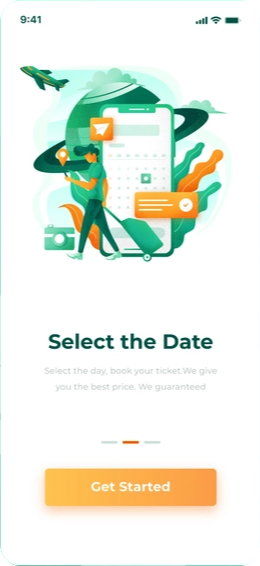 9:41
Select the Date
Select the day, book your ticket.We give
you the best price. We guaranteed
Get Started